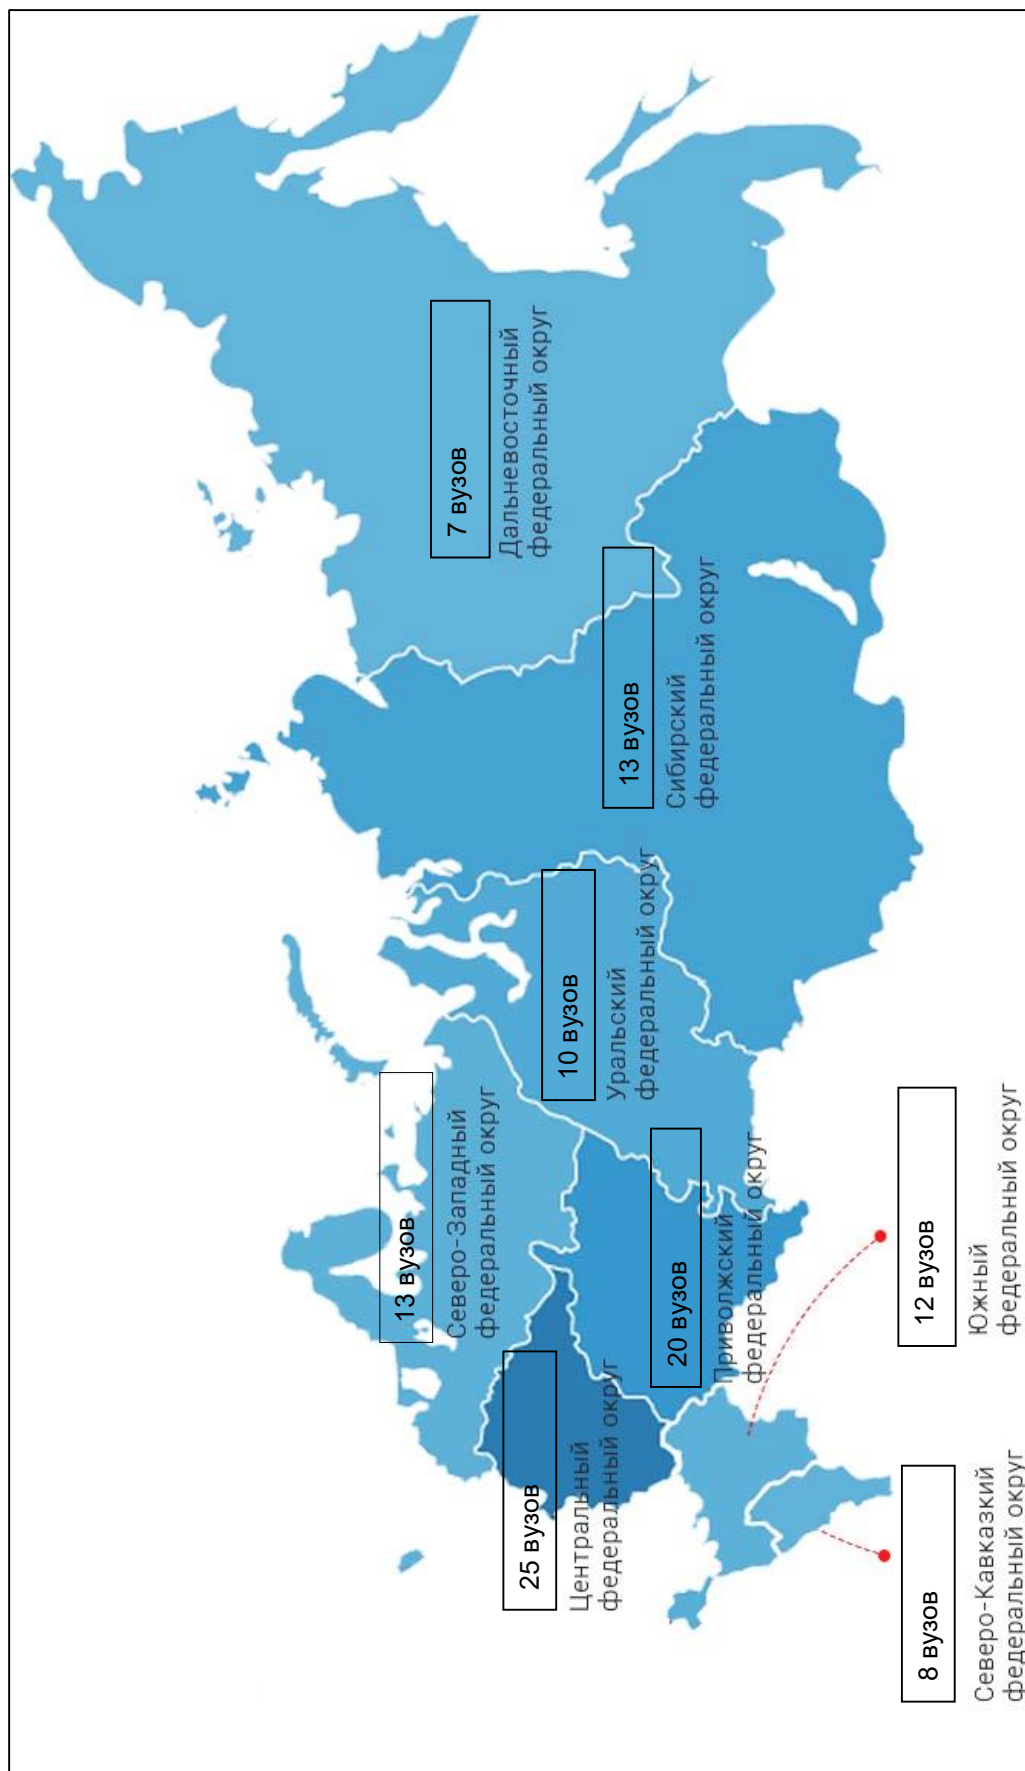 13 вузов
Северо-Западный
федеральный округ
25 вузов
Центральный
федеральный округ
8 вузов
Северо-Кавказкий
федеральный округ
20 вузов
Приволжский
федеральный округ
12 вузов
Южный
федеральный округ
10 вузов
Уральский
федеральный округ
13 вузов
Сибирский
федеральный округ
7 вузов
Дальневосточный
федеральный округ